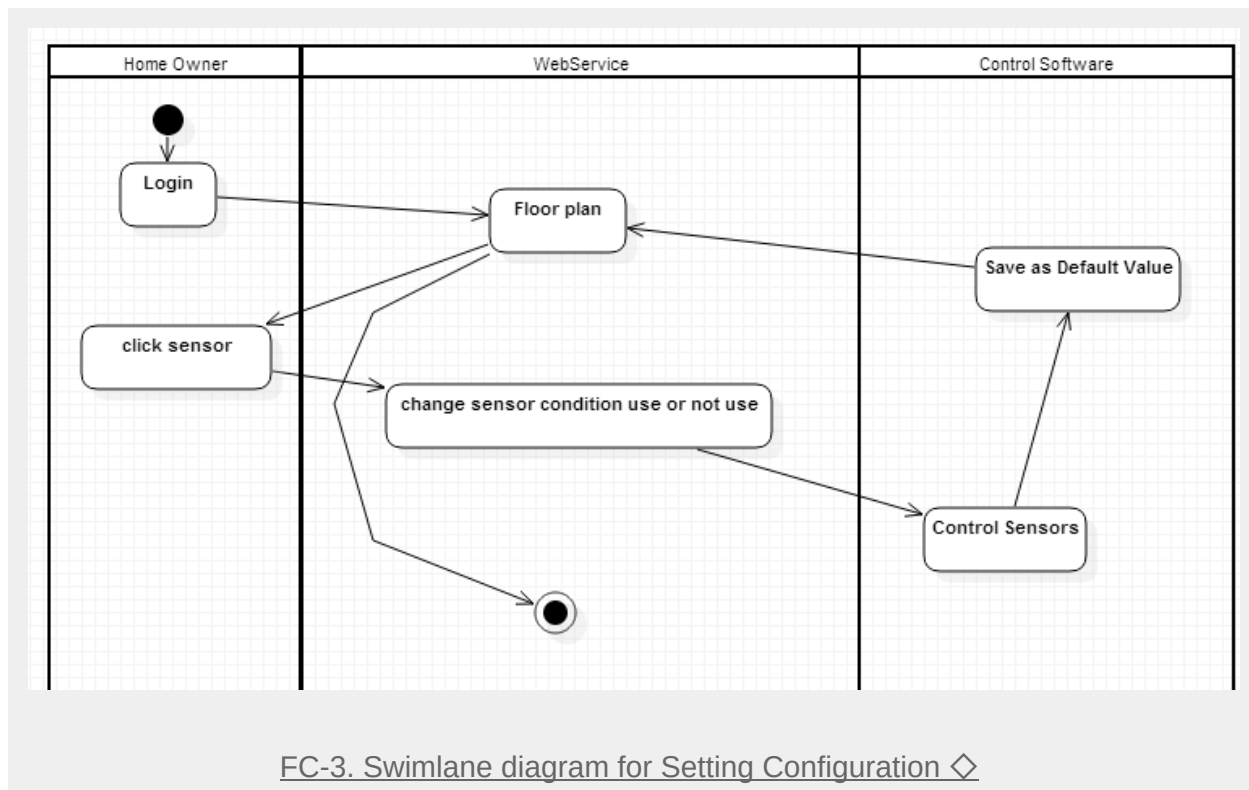 Home Owner
WebService
Control Software
Login
Floor plan
Save as Default Value
click sensor
change sensor condition use or not use
Control Sensors
FC-3. Swimlane diagram for Setting Configuration ◇